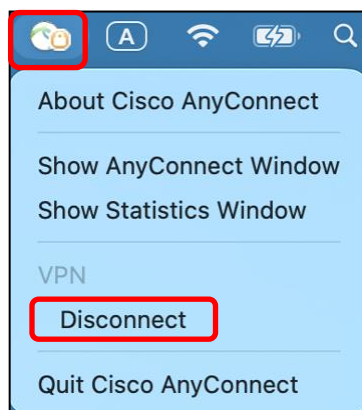 A
About Cisco AnyConnect
Show AnyConnect Window
Show Statistics Window
VPN
Disconnect
Quit Cisco AnyConnect